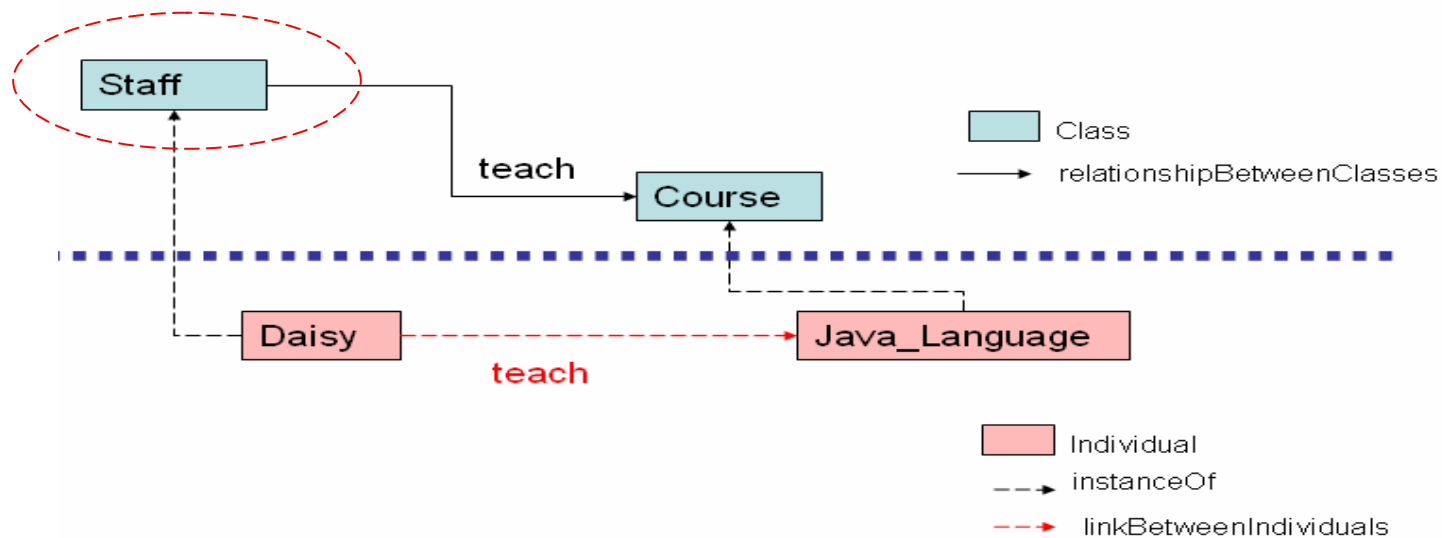 Staff
Class
teach
relationshipBetweenClasses
Course
Daisy
Java_Language
teach
Individual
instanceOf
linkBetweenIndividuals